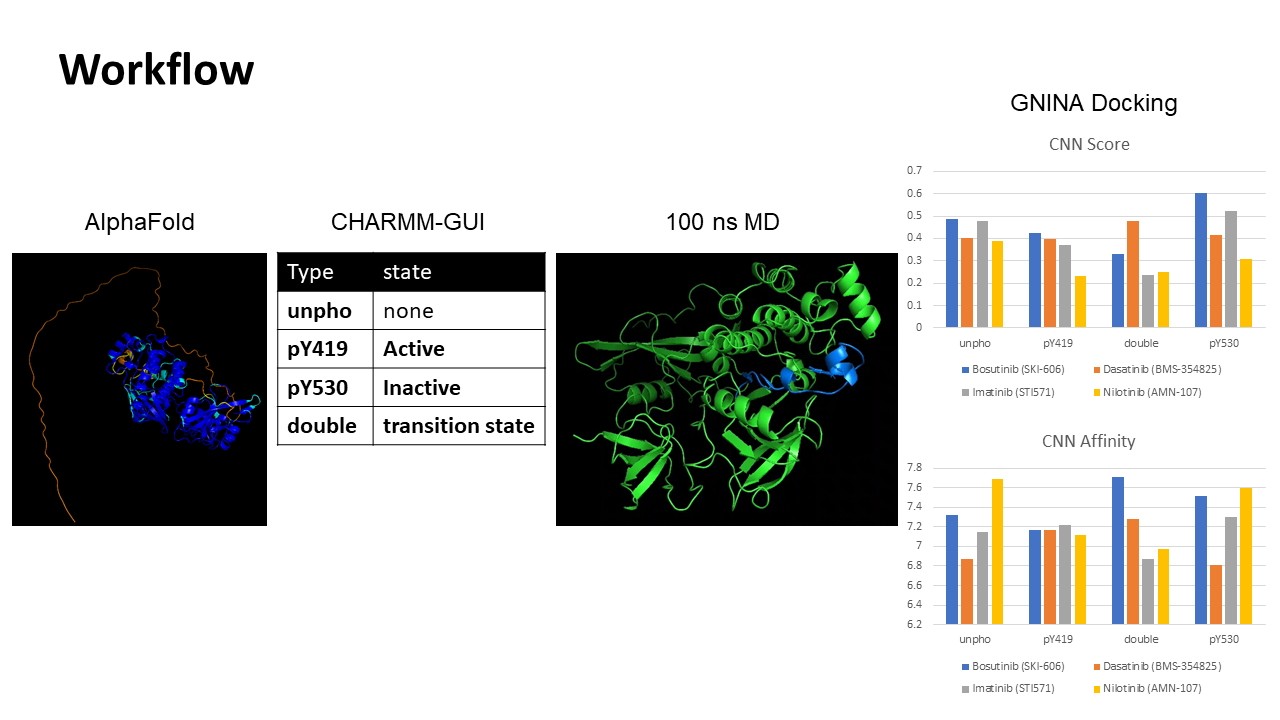 Workflow
AlphaFold
CHARMM-GUI
Type state
unpho none
pY419 Active
pY530 Inactive
double transition state
100 ns MD
GNINA Docking
CNN Score
0.7
0.6
0.5
0.4
0.3
0.2
0.1
0
unpho pY419 double pY530
Bosutinib (SKI-606) Dasatinib (BMS-354825)
Imatinib (STI571) Nilotinib (AMN-107)
CNN Affinity
7.8
7.6
7.4
7.2
7
6.8
6.6
6.4
6.2
unpho pY419 double pY530
Bosutinib (SKI-606) Dasatinib (BMS-354825)
Imatinib (STI571) Nilotinib (AMN-107)